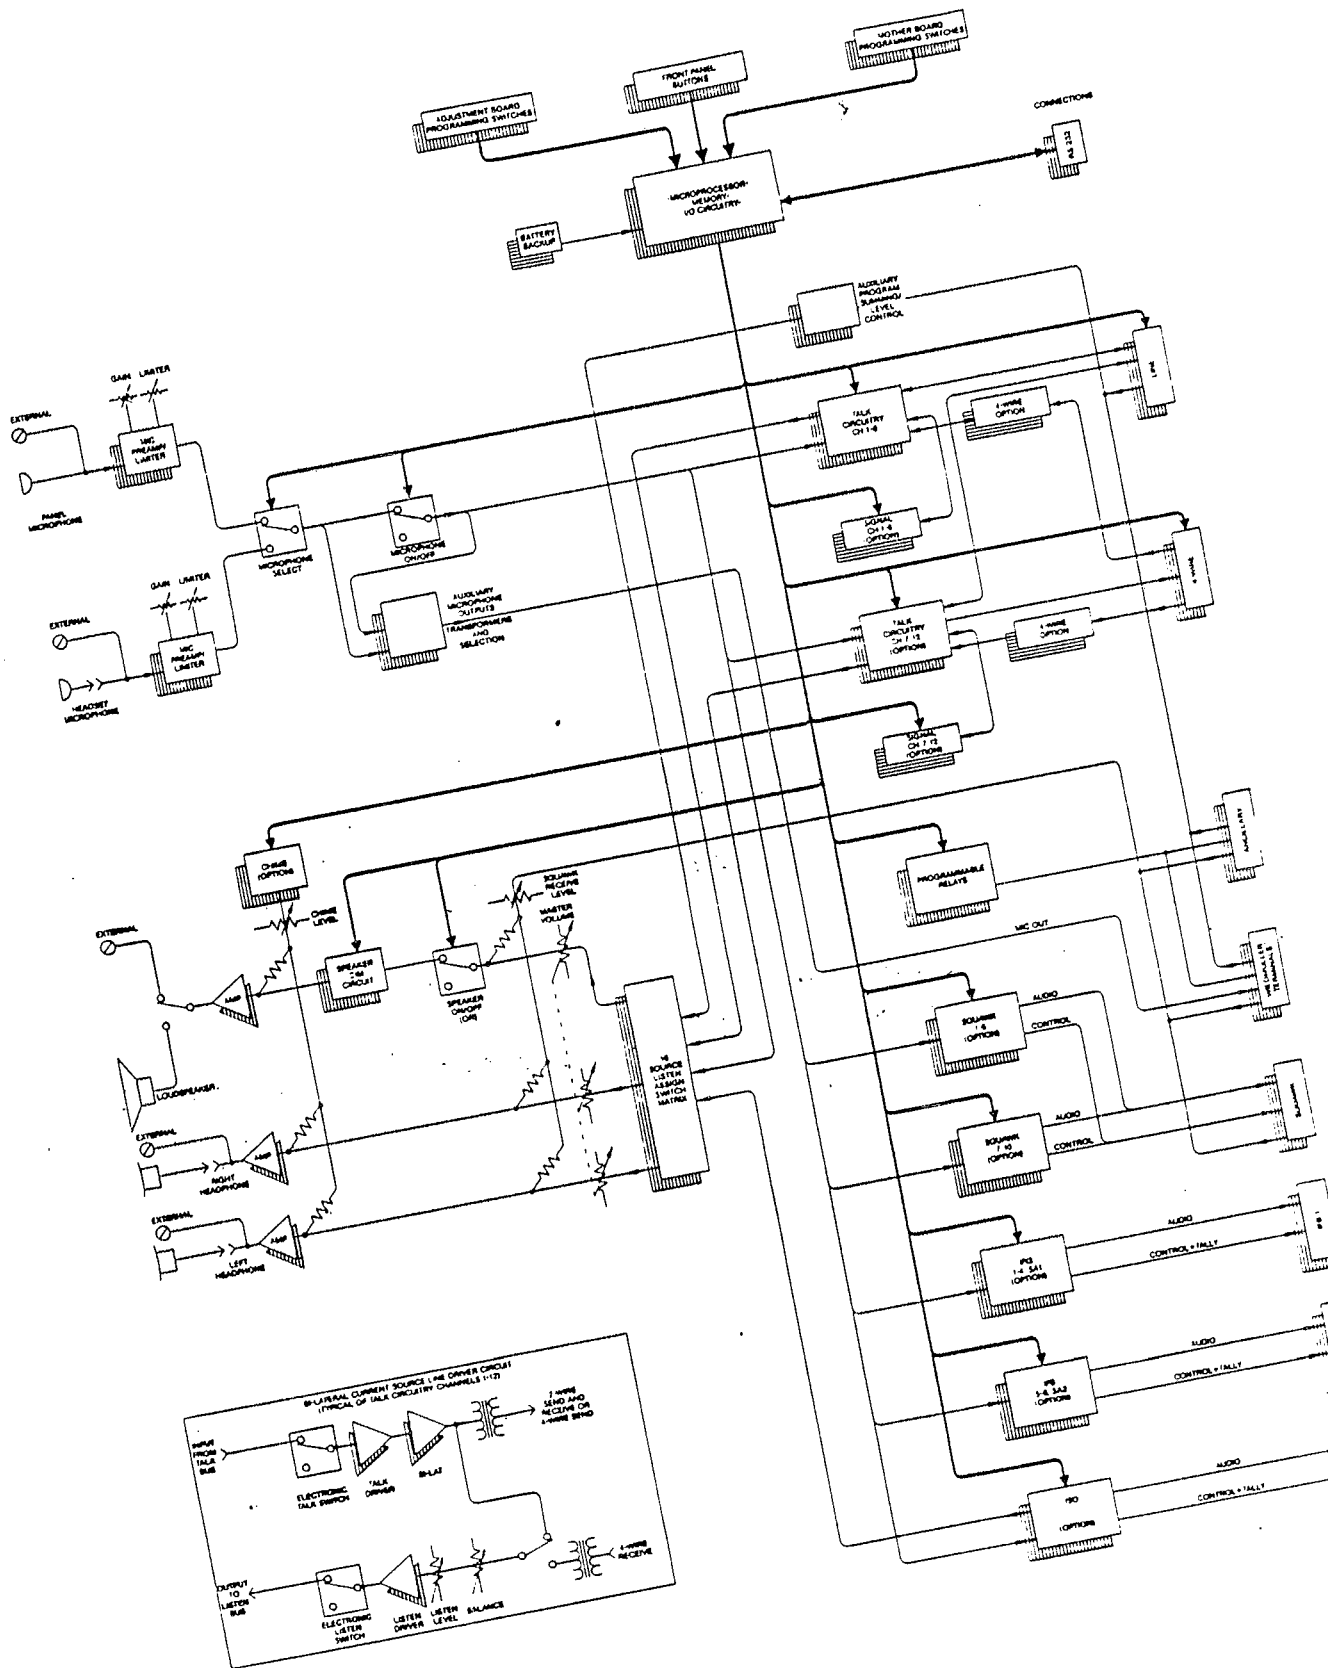 MOTHER BOARD
PROGRAMMING SWITCHES
FRONT PANEL
BUTTONS
ADJUSTMENT BOARD
PROGRAMMING SWITCHES
CONNECTIONS
RS 232
-MICROPROCESSOR-
MEMORY-
I/O CIRCUITRY-
BATTERY
BACKUP
AUXILIARY
PROGRAM
SUMMING/
LEVEL
CONTROL
LINE
GAIN LIMITER
EXTERNAL
MIC
PREAMP/
LIMITER
PANEL
MICROPHONE
TALK
CIRCUITRY
CH 1-6
4-WIRE
OPTION
MICROPHONE
SELECT
MICROPHONE
ON/OFF
SIGNAL
CH 1-6
(OPTION)
4-WIRE
GAIN LIMITER
EXTERNAL
MIC
PREAMP/
LIMITER
HEADSET
MICROPHONE
AUXILIARY
MICROPHONE
OUTPUTS
TRANSFORMERS
AND
SELECTION
TALK
CIRCUITRY
CH 7-12
(OPTION)
4-WIRE
OPTION
SIGNAL
CH 7-12
(OPTION)
CHIME
(OPTION)
CHIME
LEVEL
SQUAWK
RECEIVE
LEVEL
MASTER
VOLUME
PROGRAMMABLE
RELAYS
ANCILLARY
EXTERNAL
AMP
SPEAKER
DIM
CIRCUIT
SPEAKER
ON/OFF
MIC OUT
TERMINALS
LOUDSPEAKER
SOURCE
LISTEN
ASSIGN
SWITCH
MATRIX
SQUAWK
1-6
(OPTION)
AUDIO
CONTROL
SQUAWK
EXTERNAL
AMP
RIGHT
HEADPHONE
SQUAWK
7-10
(OPTION)
AUDIO
CONTROL
EXTERNAL
AMP
LEFT
HEADPHONE
IFB
1-4, SA1
(OPTION)
AUDIO
CONTROL+TALLY
IFB 1
IFB
5-8, SA2
(OPTION)
AUDIO
CONTROL+TALLY
ISO
(OPTION)
AUDIO
CONTROL+TALLY
BI-LATERAL CURRENT SOURCE LINE DRIVER CIRCUIT
(TYPICAL OF TALK CIRCUITRY CHANNELS 1-12)
INPUT
FROM
TALK
BUS
ELECTRONIC
TALK SWITCH
TALK
DRIVER
BI-LAT
2-WIRE
SEND AND
RECEIVE OR
4-WIRE SEND
OUTPUT
TO
LISTEN
BUS
ELECTRONIC
LISTEN
SWITCH
LISTEN
DRIVER
LISTEN
LEVEL
BALANCE
4-WIRE
RECEIVE